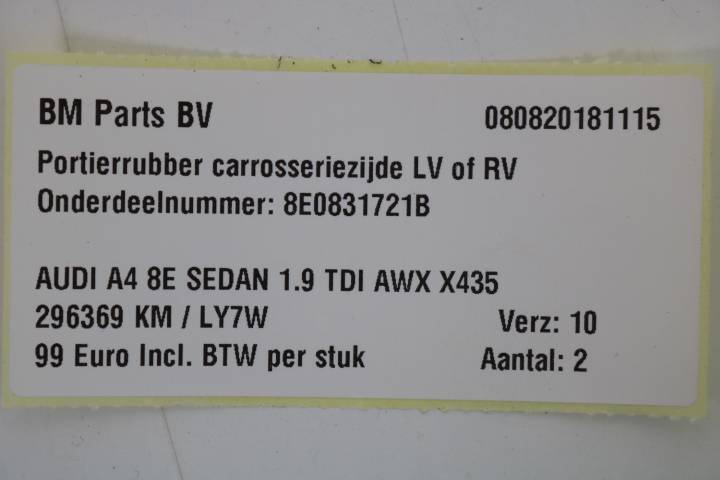 BM Parts BV 080820181115
Portierrubber carrosseriezijde LV of RV
Onderdeelnummer: 8E0831721B
AUDI A4 8E SEDAN 1.9 TDI AWX X435
296369 KM / LY7W Verz: 10
99 Euro Incl. BTW per stuk Aantal: 2